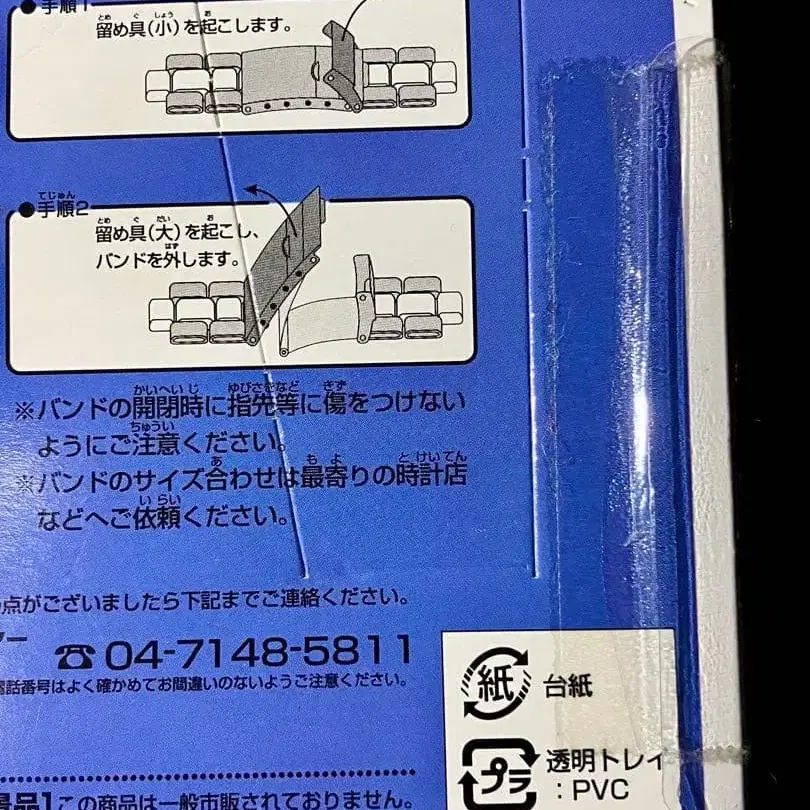 ●手順1
留め具(小)を起こします。
●手順2
留め具(大)を起こし、
バンドを外します。
※バンドの開閉時に指先等に傷をつけない
ようにご注意ください。
※バンドのサイズ合わせは最寄りの時計店
などへご依頼ください。
点がございましたら下記までご連絡ください。
☎04-7148-5811
電話番号はよく確かめてお間違いのないようご注意ください。
景品]この商品は一般市販されておりません。
紙 台紙
プラ 透明トレイ
:PVC